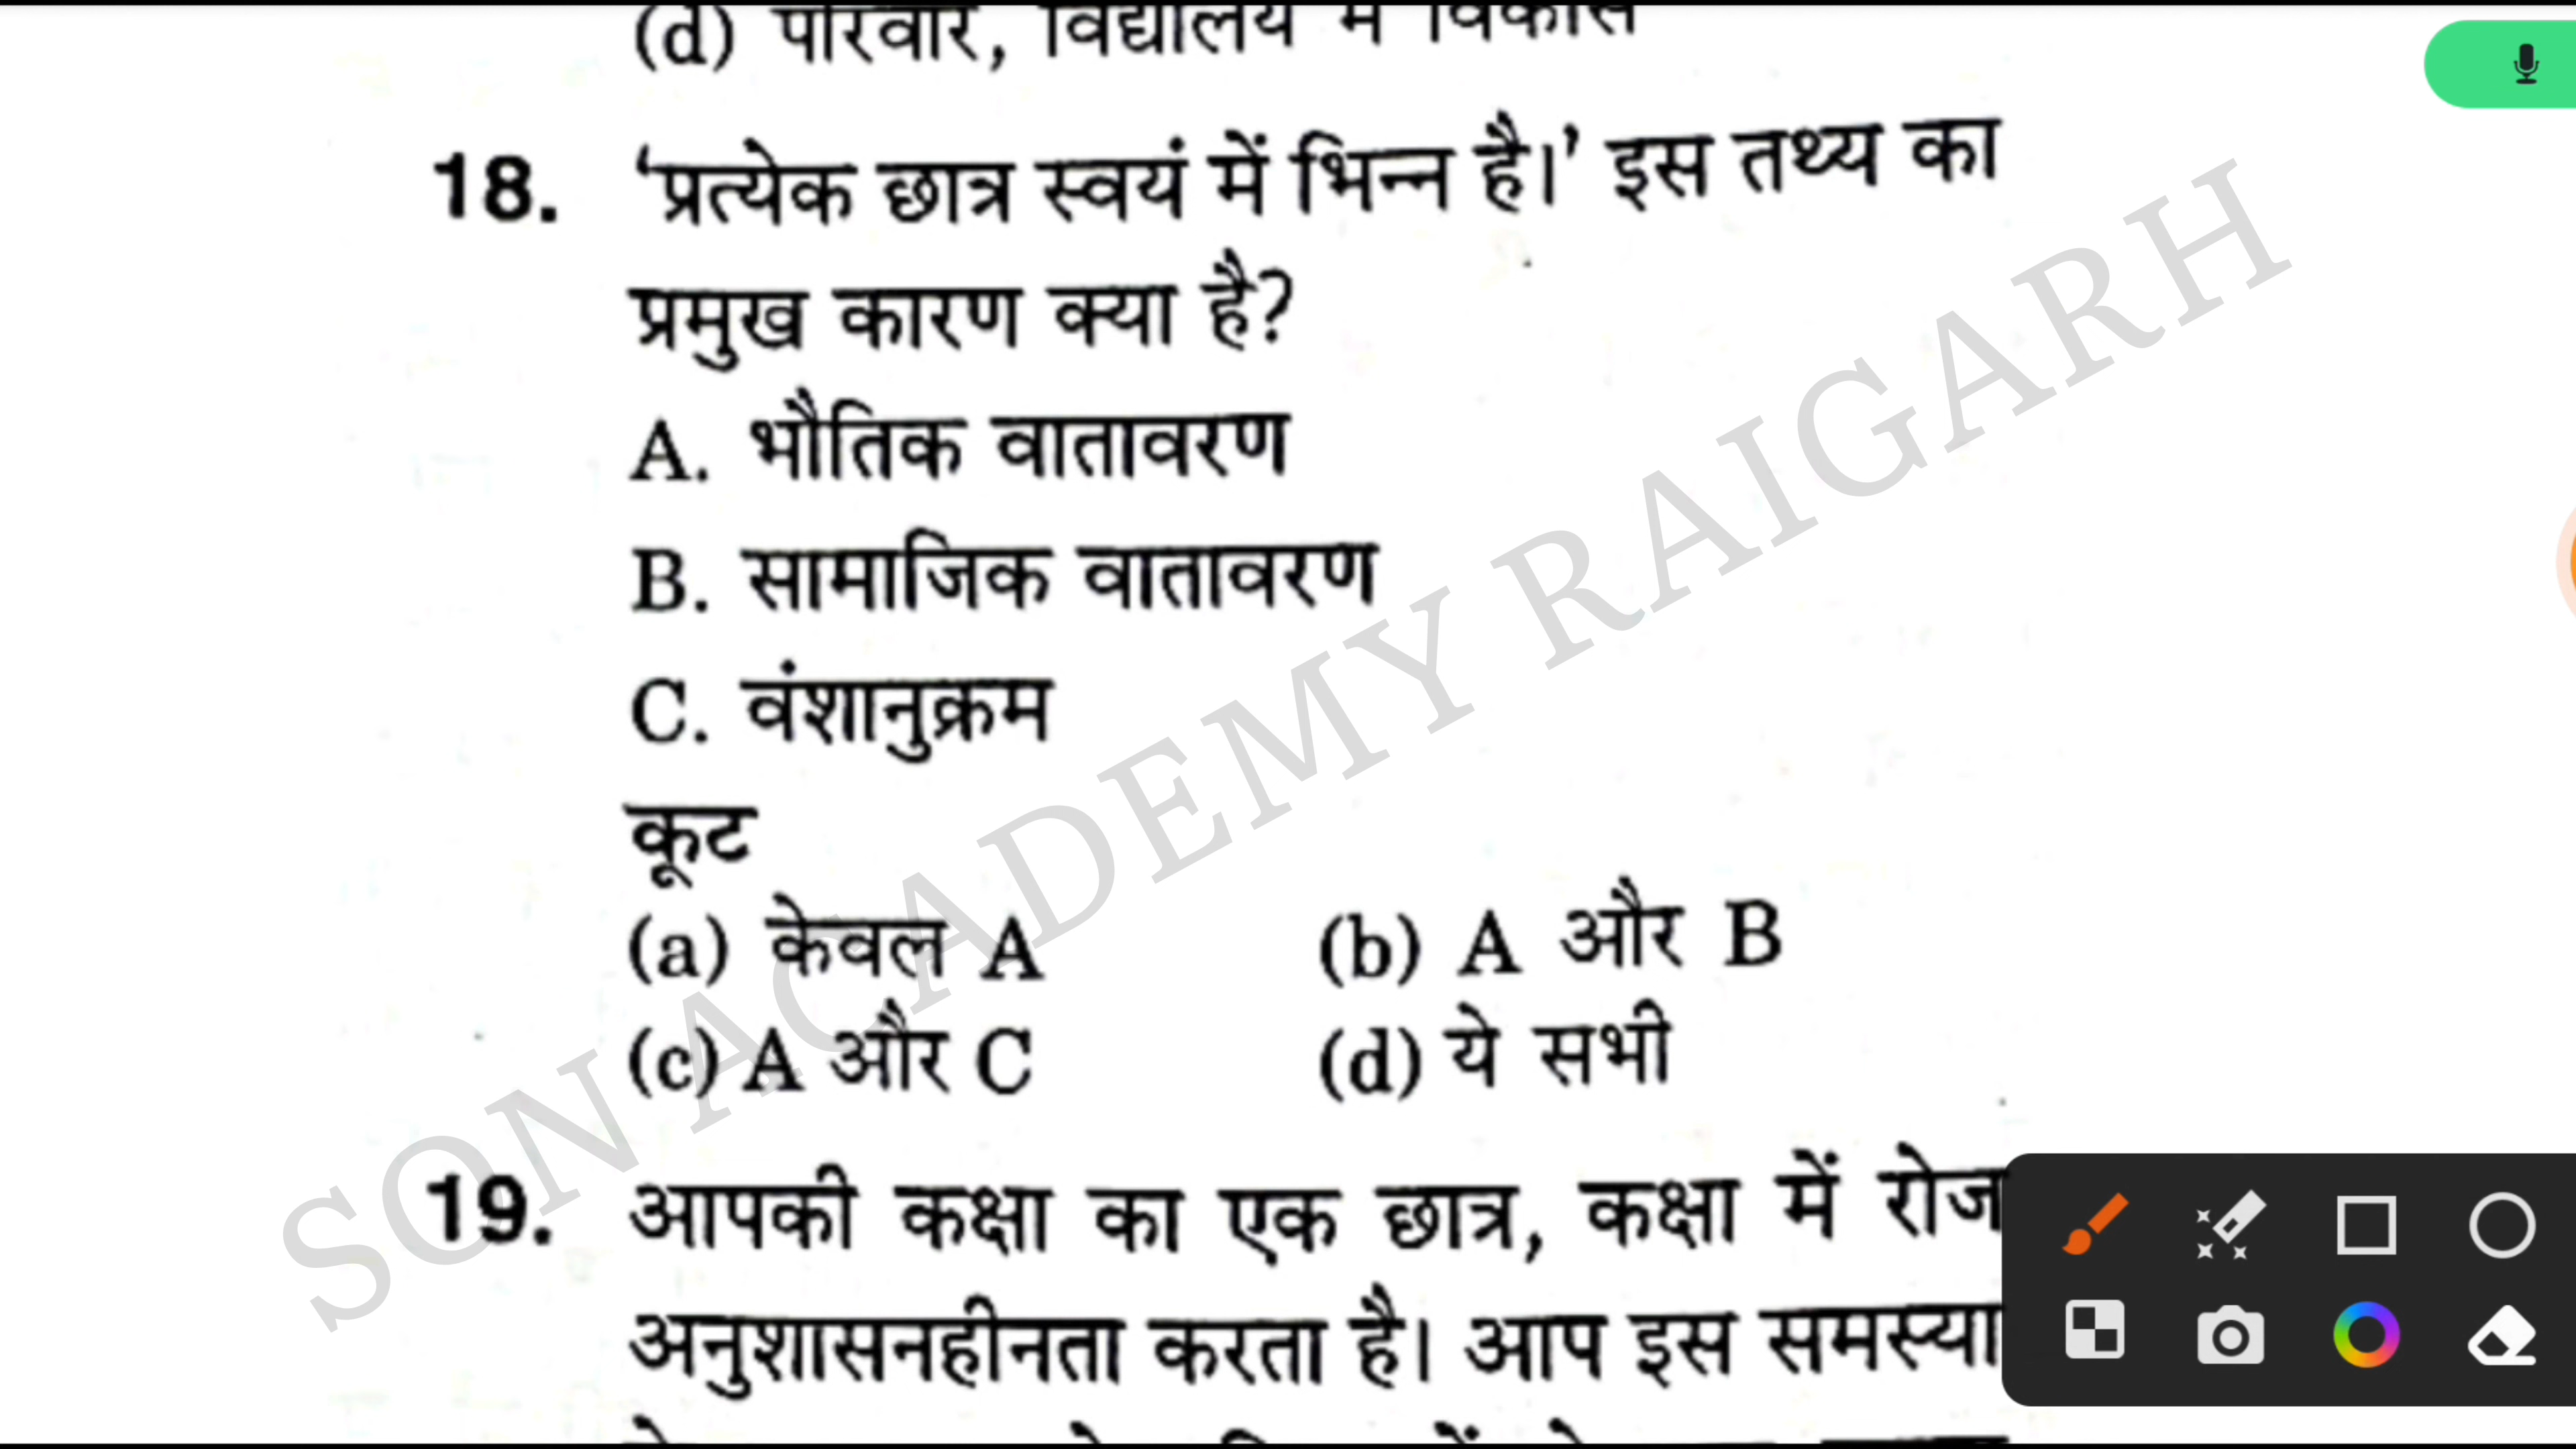 (d) परिवार, विद्यालय में विकास
18. ‘प्रत्येक छात्र स्वयं में भिन्न है।’ इस तथ्य का
प्रमुख कारण क्या है?
A. भौतिक वातावरण
B. सामाजिक वातावरण
C. वंशानुक्रम
कूट
(a) केवल A (b) A और B
(c) A और C (d) ये सभी
19. आपकी कक्षा का एक छात्र, कक्षा में रोज
अनुशासनहीनता करता है। आप इस समस्या
SON ACADEMY RAIGARH